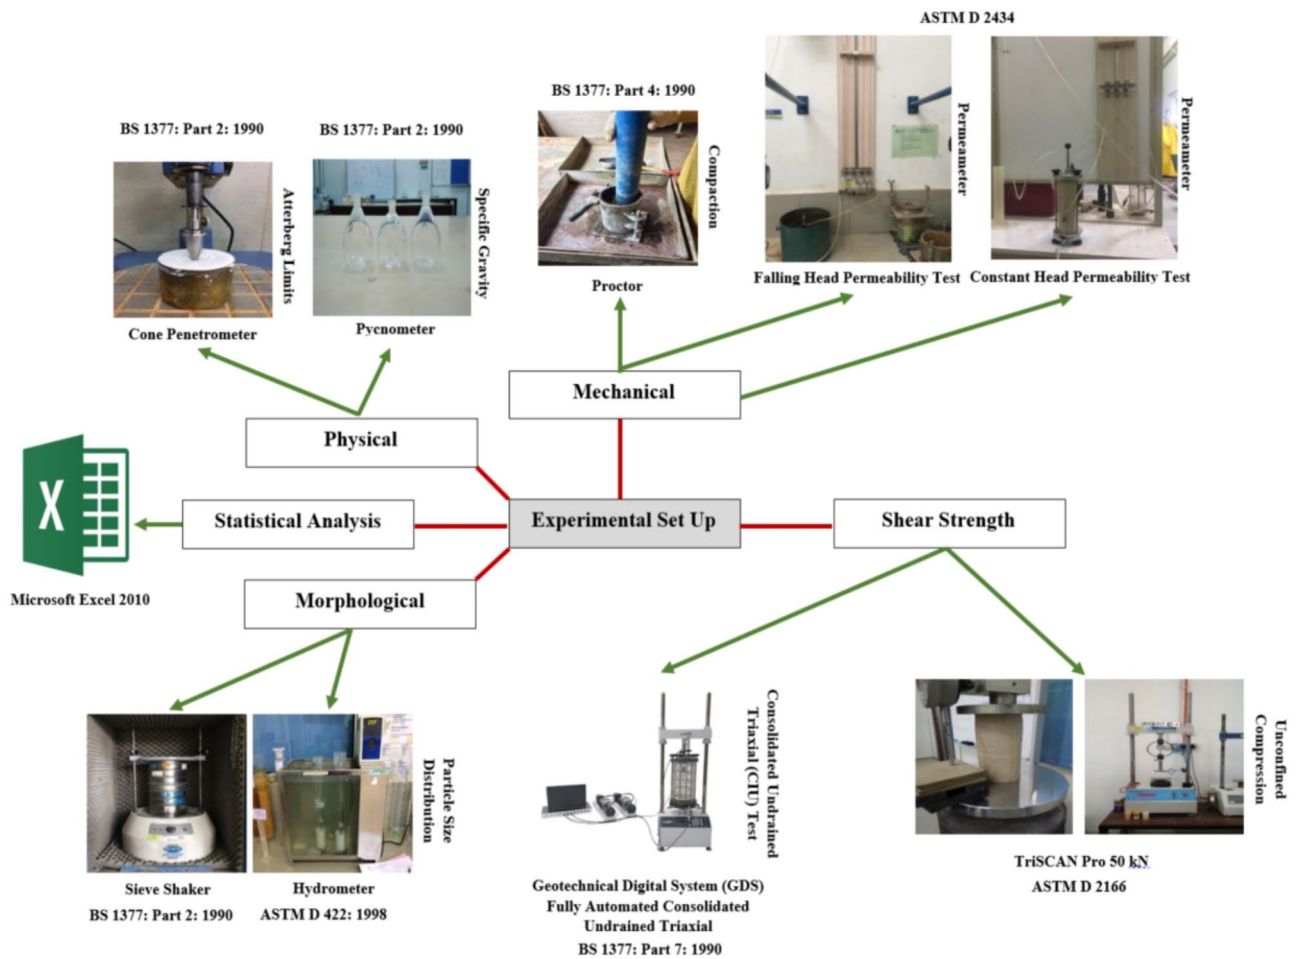 ASTM D 2434
BS 1377: Part 4: 1990
BS 1377: Part 2: 1990
BS 1377: Part 2: 1990
Atterberg Limits
Specific Gravity
Compaction
Permeameter
Permeameter
Cone Penetrometer
Pycnometer
Proctor
Falling Head Permeability Test
Constant Head Permeability Test
Mechanical
Physical
X
Statistical Analysis
Experimental Set Up
Shear Strength
Microsoft Excel 2010
Morphological
Particle Size
Distribution
Consolidated Undrained
Triaxial (CIU) Test
Unconfined
Compression
Sieve Shaker
BS 1377: Part 2: 1990
Hydrometer
ASTM D 422: 1998
Geotechnical Digital System (GDS)
Fully Automated Consolidated
Undrained Triaxial
BS 1377: Part 7: 1990
TriSCAN Pro 50 kN
ASTM D 2166